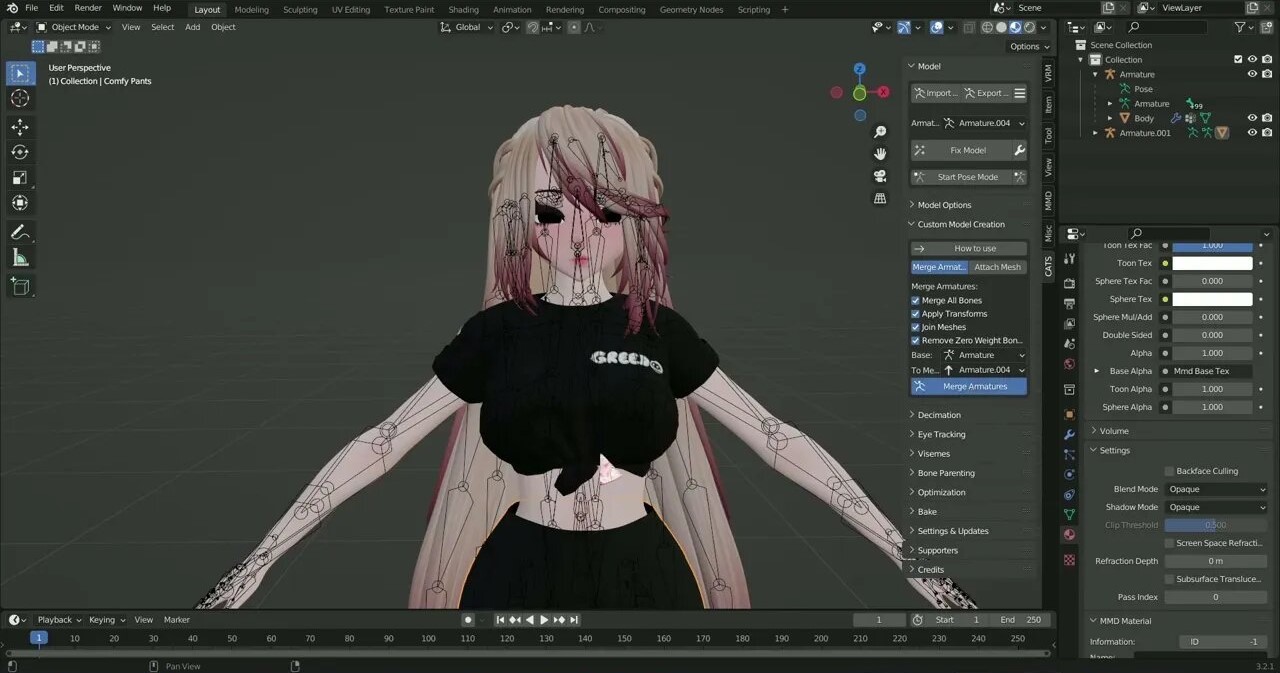 File Edit Render Window Help Layout Modeling Sculpting UV Editing Texture Paint Shading Animation Rendering Compositing Geometry Nodes Scripting + Scene ViewLayer
Object Mode View Select Add Object Global
Options
User Perspective
(1) Collection | Comfy Pants
Z
X
GREED
Model
Import... Export...
Armat... Armature.004
Fix Model
Start Pose Mode
Model Options
Custom Model Creation
How to use
Merge Armat... Attach Mesh
Merge Armatures:
Merge All Bones
Apply Transforms
Join Meshes
Remove Zero Weight Bon...
Base: Armature
To Me... Armature.004
Merge Armatures
Decimation
Eye Tracking
Visemes
Bone Parenting
Optimization
Bake
Settings & Updates
Supporters
Credits
VRM
Item
Tool
View
MMD
Misc
CATS
Scene Collection
Collection
Armature
Pose
Armature 499
Body
Armature.001
Toon Tex Fac 1.000
Toon Tex
Sphere Tex Fac 0.000
Sphere Tex
Sphere Mul/Add 0.000
Double Sided 0.000
Alpha 1.000
Base Alpha Mmd Base Tex
Toon Alpha 1.000
Sphere Alpha 1.000
Volume
Settings
Backface Culling
Blend Mode Opaque
Shadow Mode Opaque
Clip Threshold 0.500
Screen Space Refracti...
Refraction Depth 0 m
Subsurface Transluce...
Pass Index 0
MMD Material
Information: ID -1
Name:
Playback Keying View Marker 1 Start 1 End 250
1 10 20 30 40 50 60 70 80 90 100 110 120 130 140 150 160 170 180 190 200 210 220 230 240 250
Pan View 3.2.1